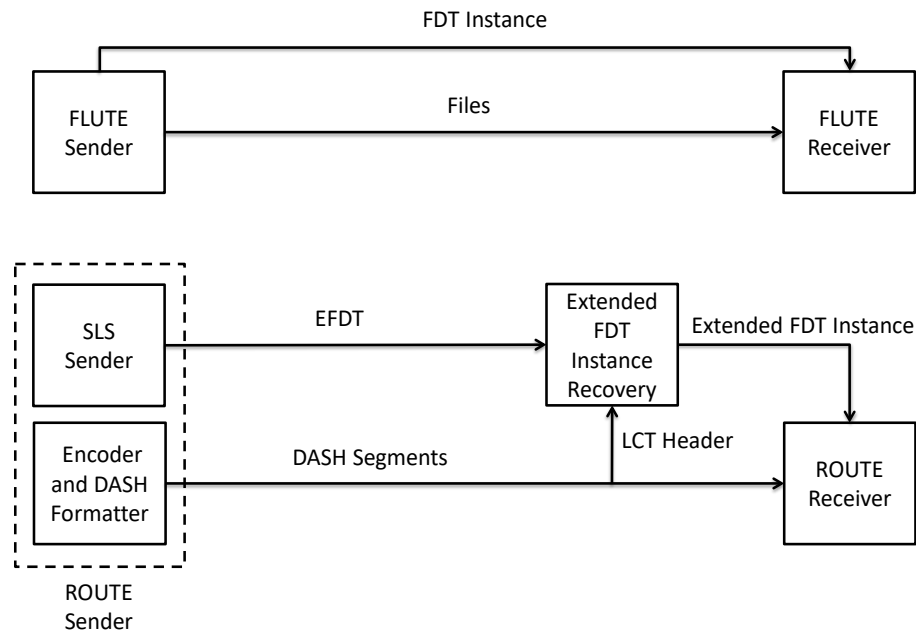 FDT Instance
FLUTE
Sender
Files
FLUTE
Receiver
SLS
Sender
EFDT
Extended
FDT
Instance
Recovery
Extended FDT Instance
LCT Header
Encoder
and DASH
Formatter
DASH Segments
ROUTE
Receiver
ROUTE
Sender